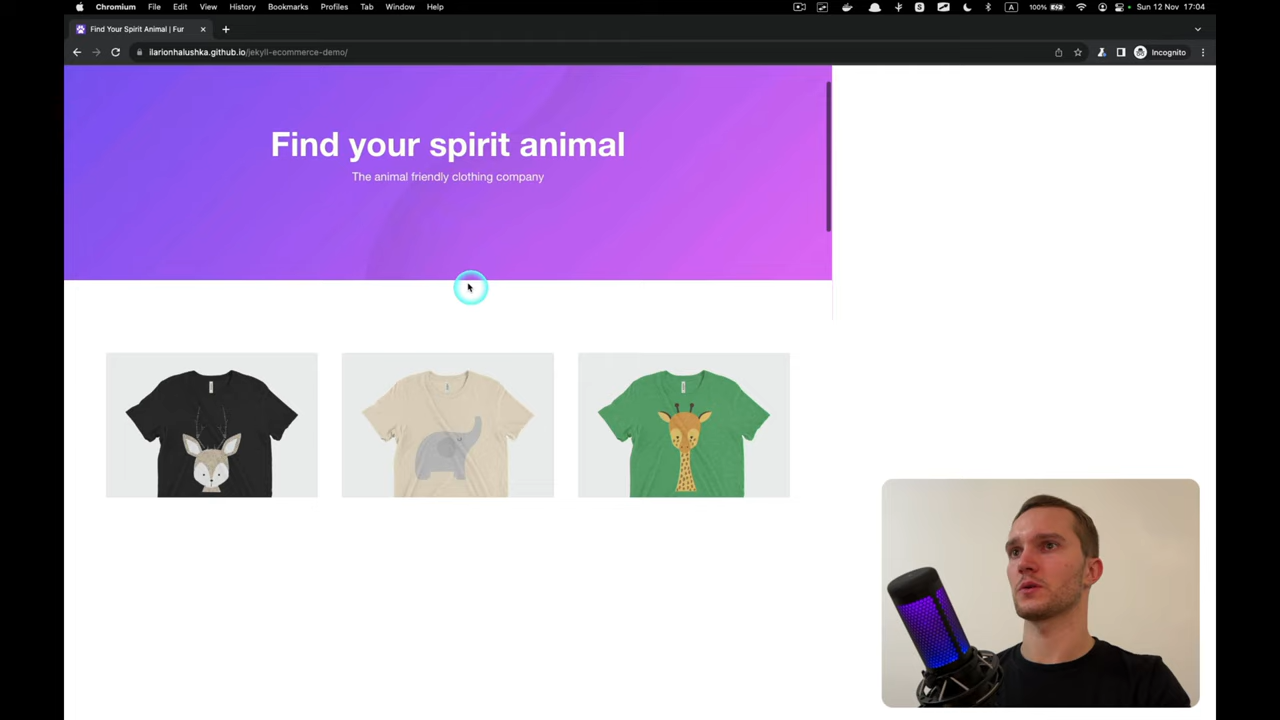 Chromium File Edit View History Bookmarks Profiles Tab Window Help 100% Sun 12 Nov 17:04
Find Your Spirit Animal | Fur
ilarionhalushka.github.io/jekyll-ecommerce-demo/ Incognito
Find your spirit animal
The animal friendly clothing company